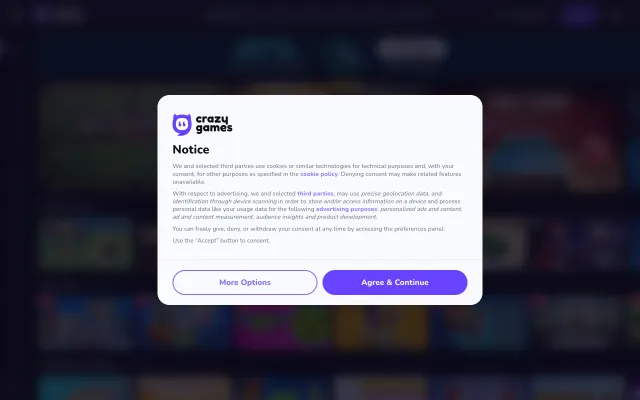 crazy
games
Notice
We and selected third parties use cookies or similar technologies for technical purposes and, with your
consent, for other purposes as specified in the cookie policy. Denying consent may make related features
unavailable.
With respect to advertising, we and selected third parties, may use precise geolocation data, and
identification through device scanning in order to store and/or access information on a device and process
personal data like your usage data for the following advertising purposes: personalized ads and content,
ad and content measurement, audience insights and product development.
You can freely give, deny, or withdraw your consent at any time by accessing the preferences panel.
Use the "Accept" button to consent.
More Options
Agree & Continue